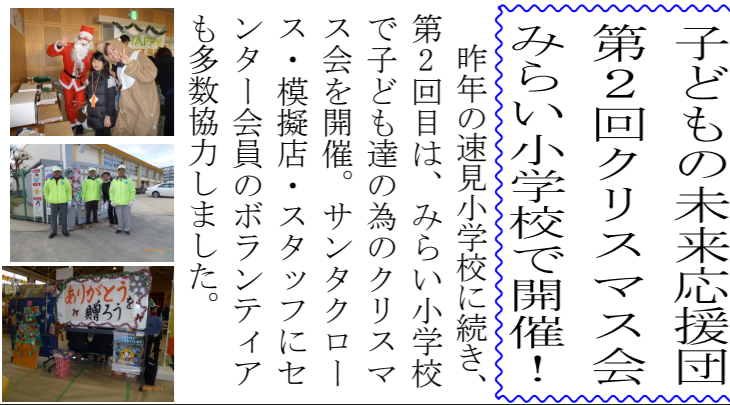 子どもの未来応援団
第2回クリスマス会
みらい小学校で開催！
昨年の速見小学校に続き、
第2回目は、みらい小学校
で子ども達の為のクリスマ
ス会を開催。サンタクロー
ス・模擬店・スタッフにセ
ンター会員のボランティア
も多数協力しました。
HAPPY
ありがとうを
贈ろう